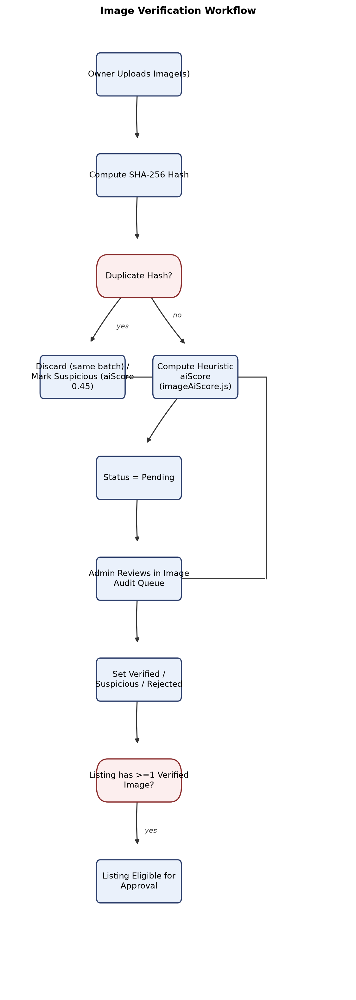 Image Verification Workflow
Owner Uploads Image(s)
Compute SHA-256 Hash
Duplicate Hash?
yes
no
Discard (same batch) /
Mark Suspicious (aiScore
0.45)
Compute Heuristic
aiScore
(imageAiScore.js)
Status = Pending
Admin Reviews in Image
Audit Queue
Set Verified /
Suspicious / Rejected
Listing has >=1 Verified
Image?
yes
Listing Eligible for
Approval